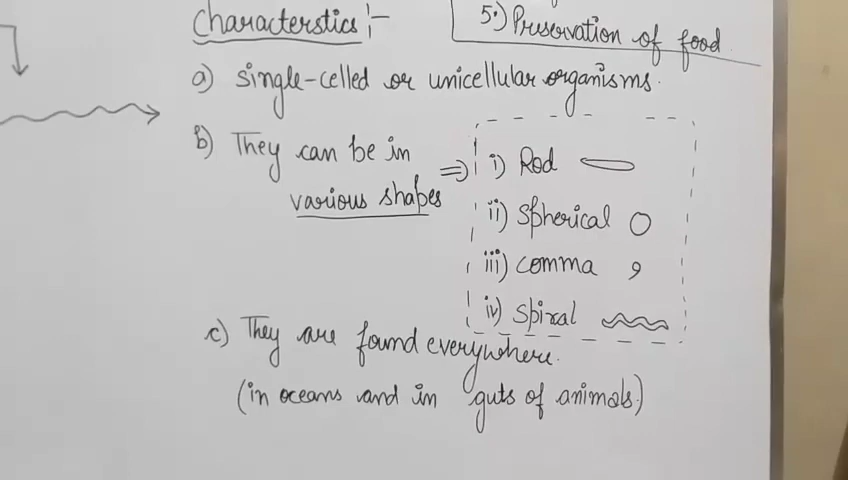 5.) Preservation of food
Characterstics :-
a) Single-celled or unicellular organisms.
b) They can be in
various shapes
⇒
i) Rod
ii) Spherical
iii) Comma
iv) Spiral
c) They are found everywhere.
(in oceans and in guts of animals)